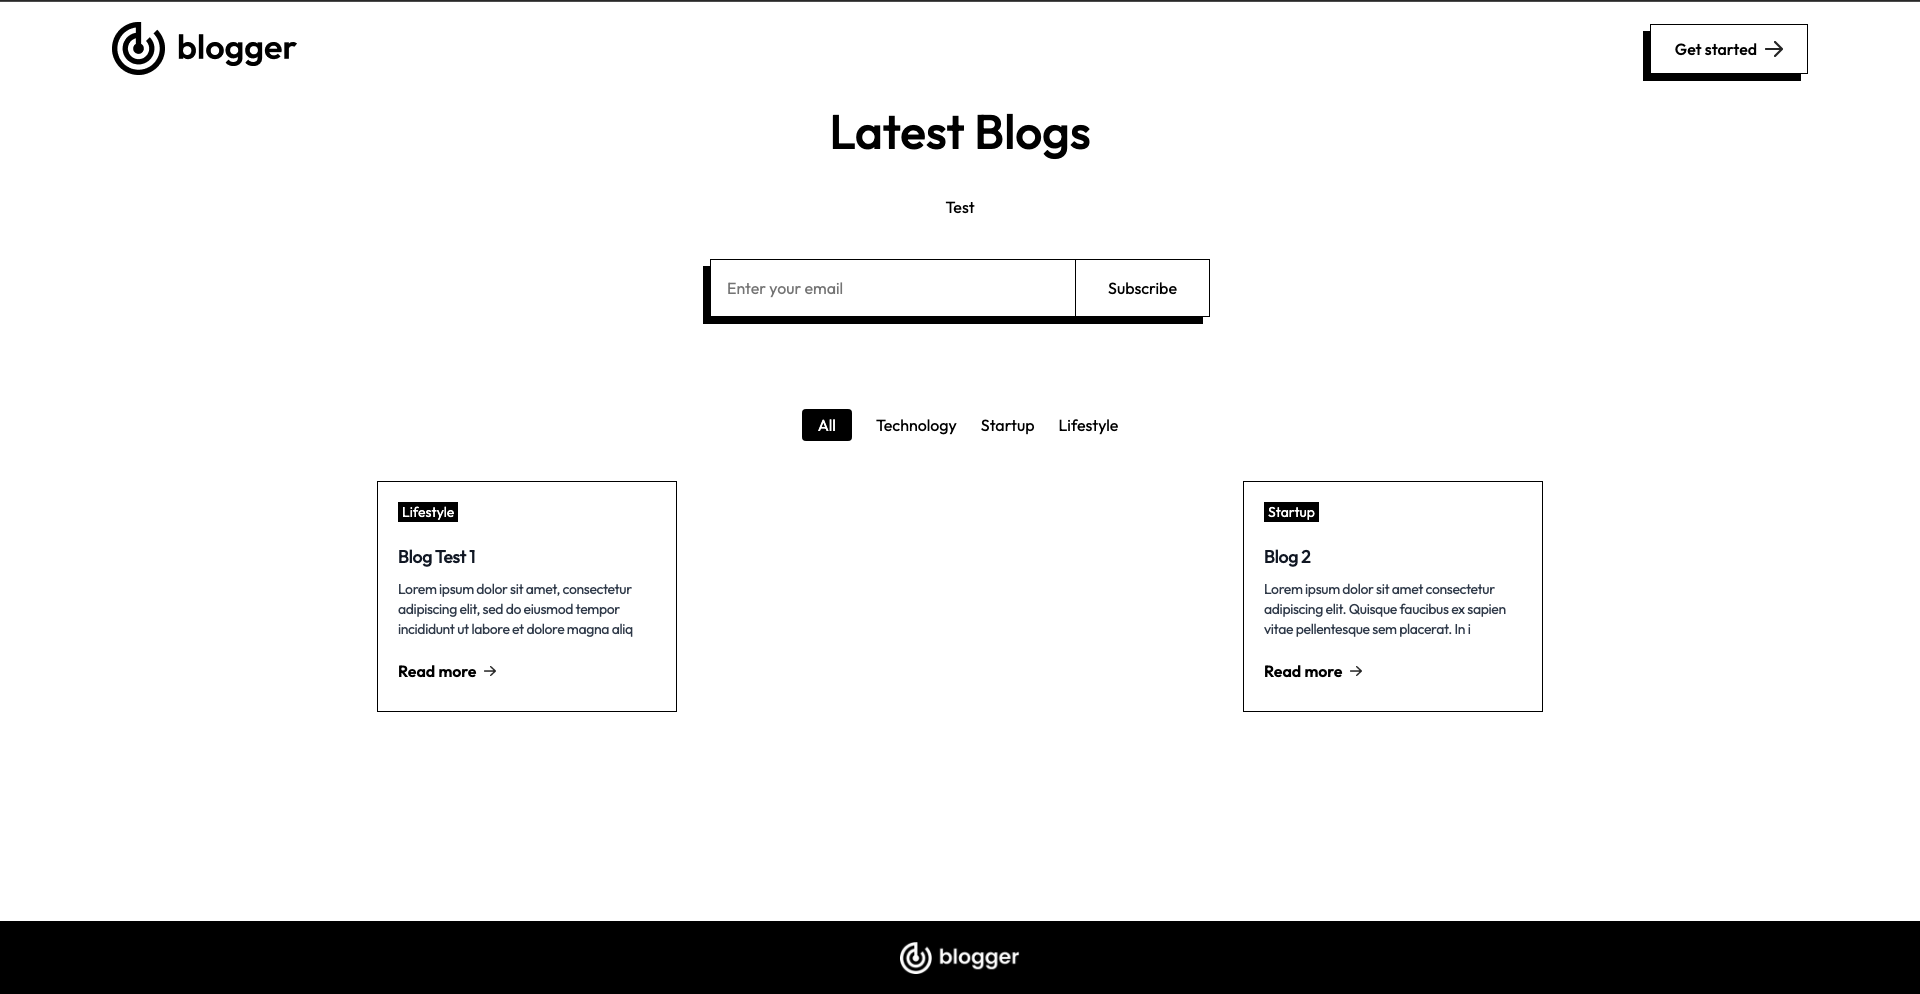 blogger
Get started
Latest Blogs
Test
Enter your email
Subscribe
All
Technology
Startup
Lifestyle
Lifestyle
Blog Test 1
Lorem ipsum dolor sit amet, consectetur
adipiscing elit, sed do eiusmod tempor
incididunt ut labore et dolore magna aliq
Read more
Startup
Blog 2
Lorem ipsum dolor sit amet consectetur
adipiscing elit. Quisque faucibus ex sapien
vitae pellentesque sem placerat. In i
Read more
blogger